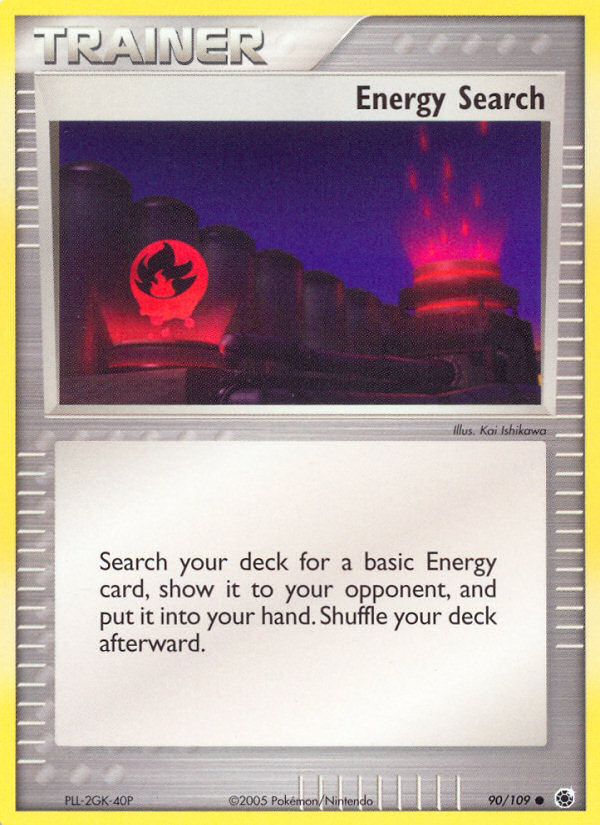 TRAINER
Energy Search
Illus. Kai Ishikawa
Search your deck for a basic Energy
card, show it to your opponent, and
put it into your hand. Shuffle your deck
afterward.
PLL-2GK-40P ©2005 Pokémon/Nintendo 90/109